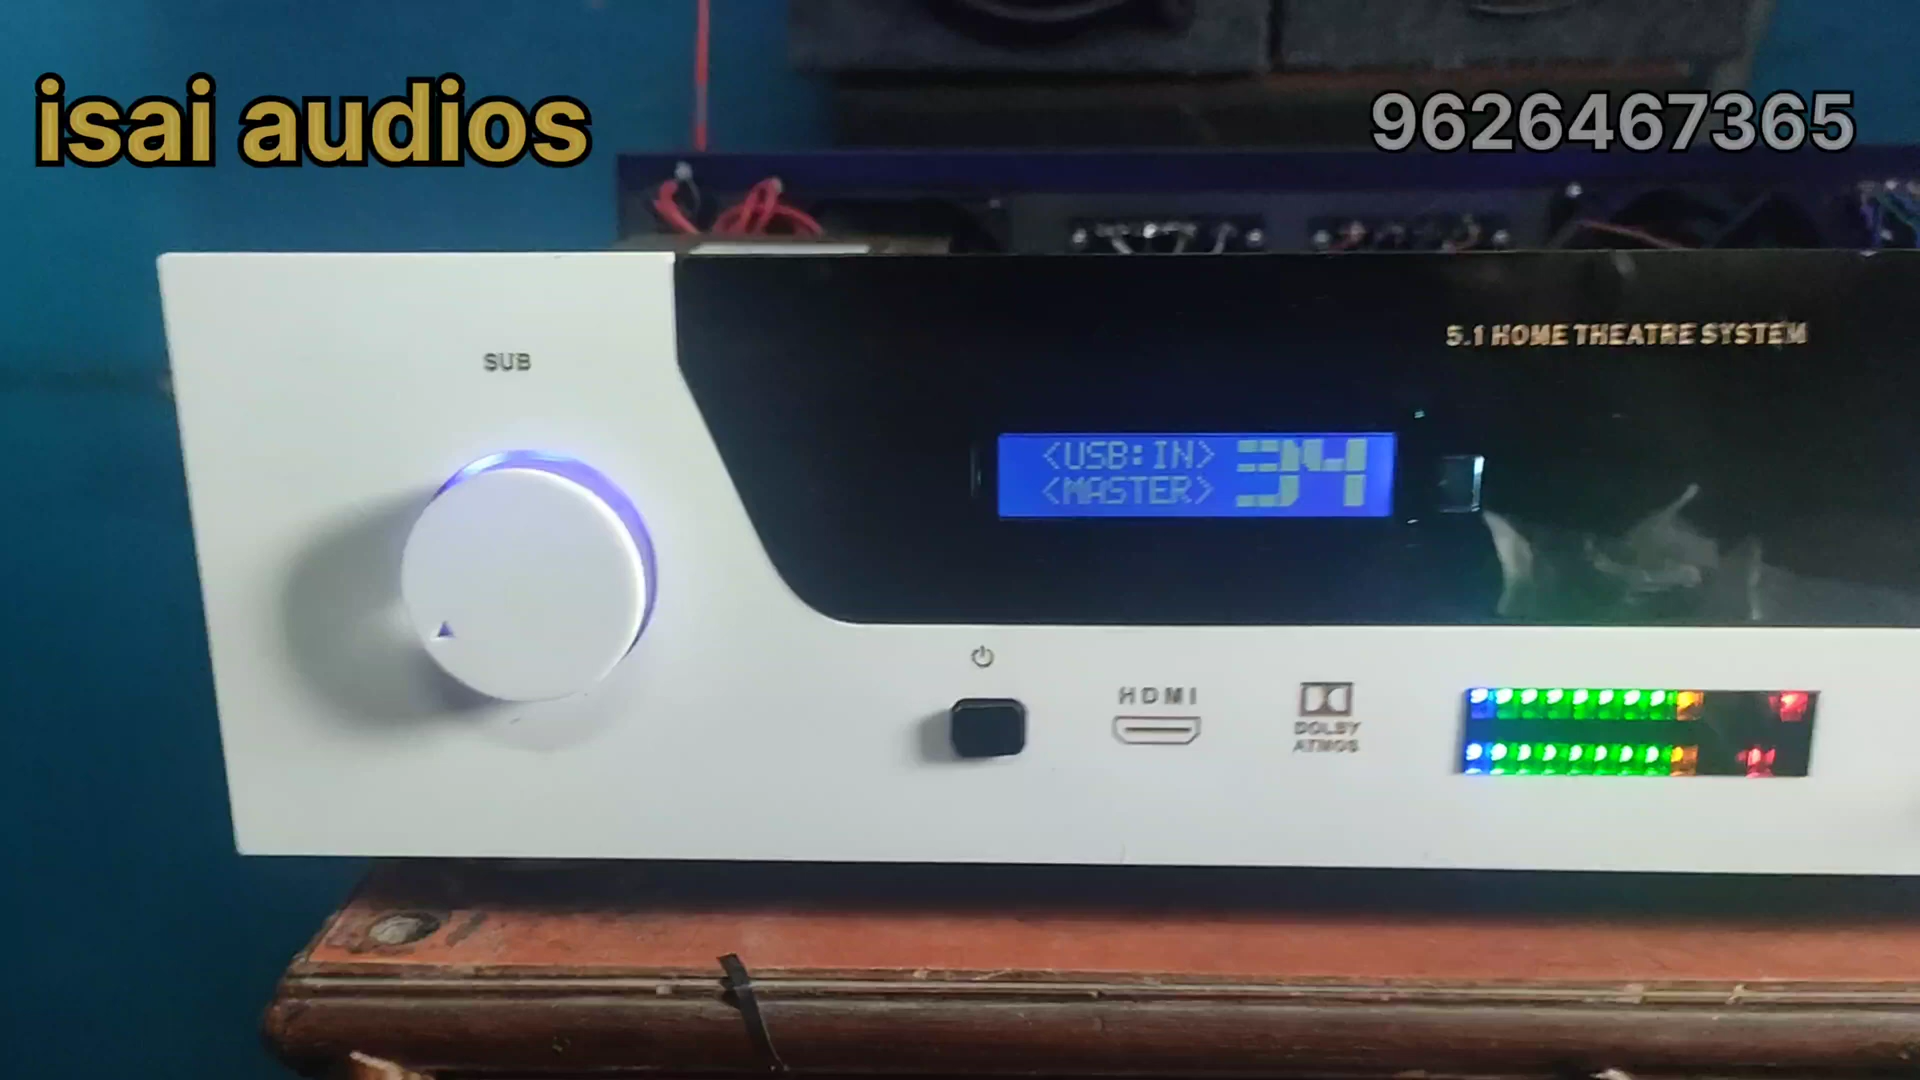 isai audios
9626467365
5.1 HOME THEATRE SYSTEM
SUB
<USB:IN> 34
<MASTER>
HDMI
DOLBY
ATMOS